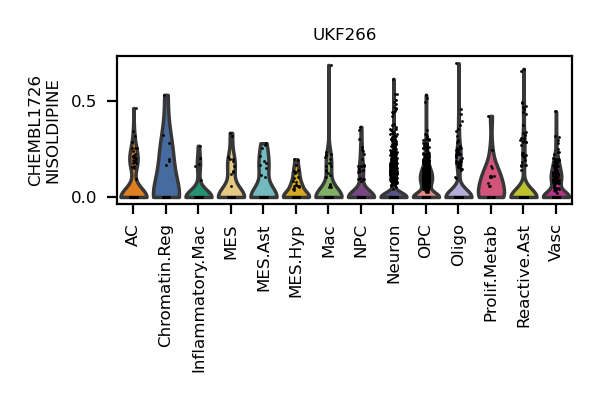 UKF266
CHEMBL1726
NISOLDIPINE
0.5
0.0
AC
Chromatin.Reg
Inflammatory.Mac
MES
MES.Ast
MES.Hyp
Mac
NPC
Neuron
OPC
Oligo
Prolif.Metab
Reactive.Ast
Vasc